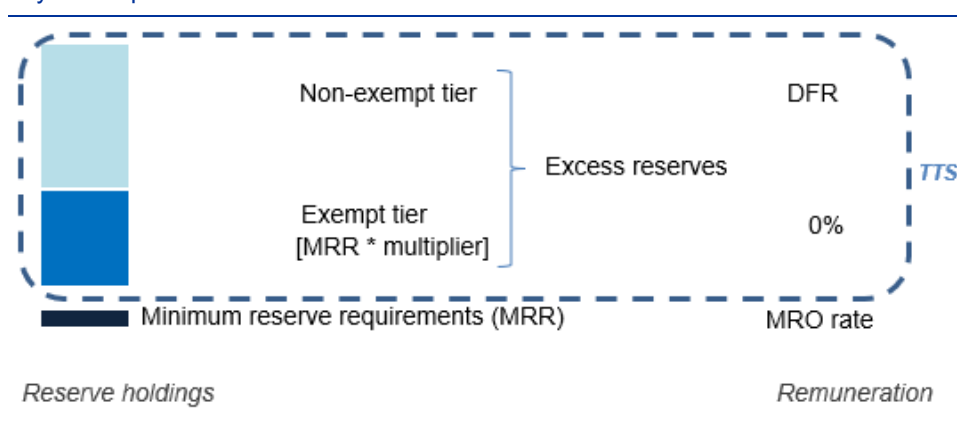 Non-exempt tier
DFR
Excess reserves
TTS
Exempt tier
[MRR * multiplier]
0%
Minimum reserve requirements (MRR)
MRO rate
Reserve holdings
Remuneration